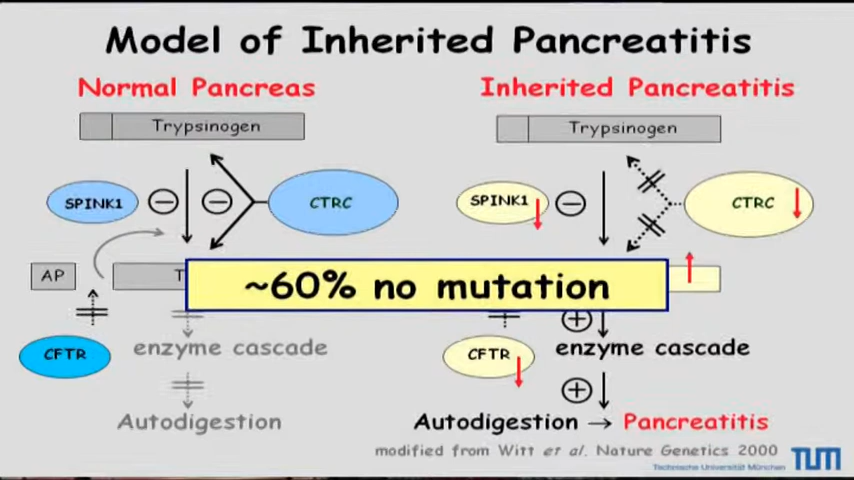 Model of Inherited Pancreatitis
Normal Pancreas
Inherited Pancreatitis
Trypsinogen
Trypsinogen
SPINK1
CTRC
SPINK1
CTRC
AP
T
~60% no mutation
CFTR
enzyme cascade
CFTR
enzyme cascade
Autodigestion
Autodigestion → Pancreatitis
modified from Witt et al. Nature Genetics 2000
Technische Universität München
TUM